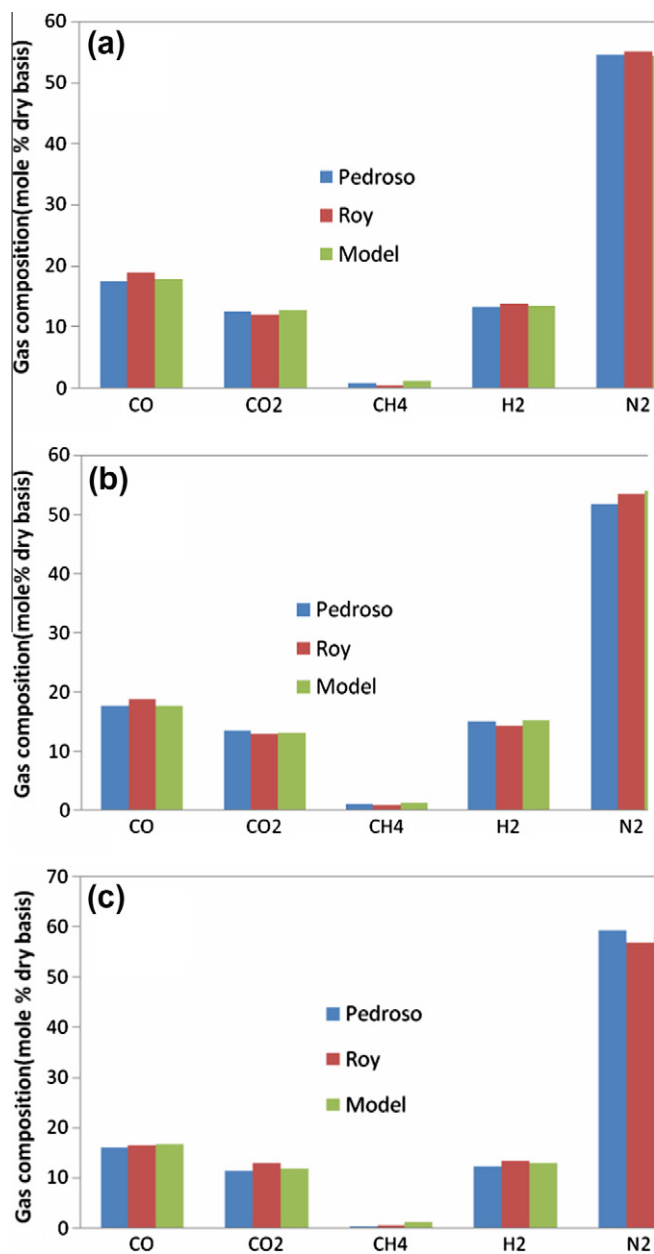 (a)
Gas composition(mole % dry basis)
60
50
40
30
20
10
0
Pedroso
Roy
Model
CO CO2 CH4 H2 N2
(b)
Gas composition(mole% dry basis)
60
50
40
30
20
10
0
Pedroso
Roy
Model
CO CO2 CH4 H2 N2
(c)
Gas composition(mole % dry basis)
70
60
50
40
30
20
10
0
Pedroso
Roy
Model
CO CO2 CH4 H2 N2